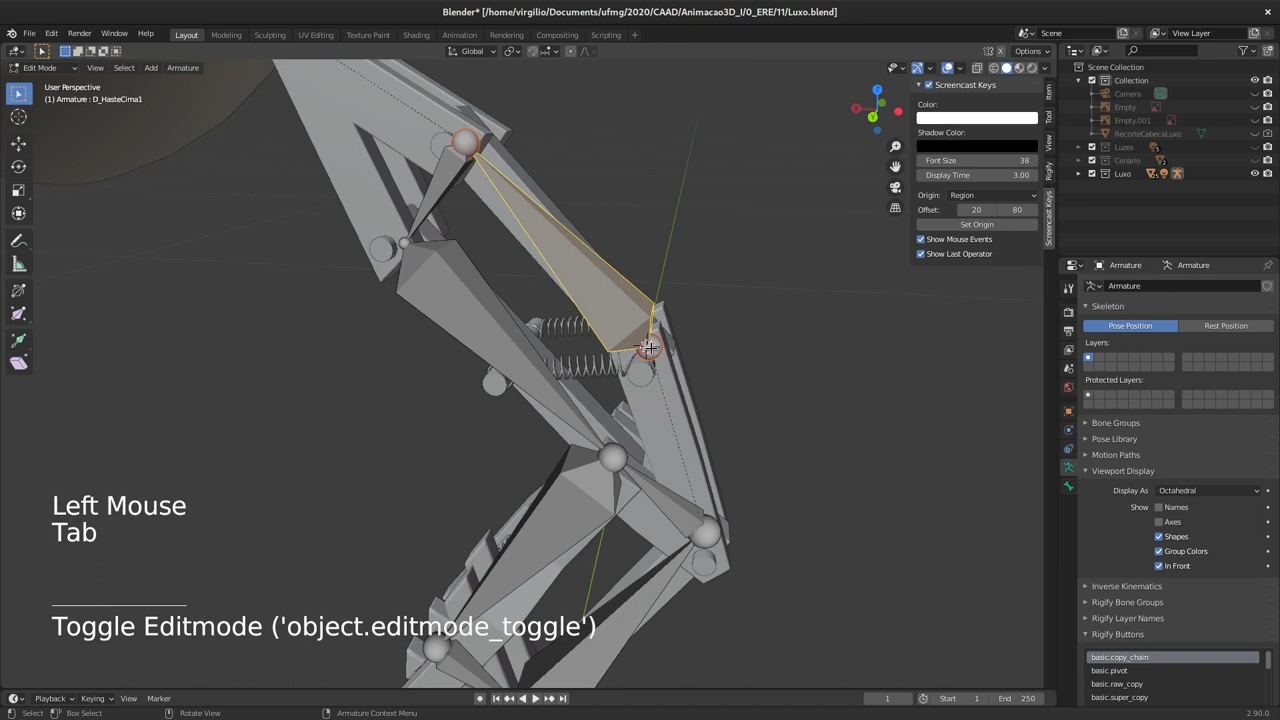 Blender* [/home/virgilio/Documents/ufmg/2020/CAAD/Animacao3D_I/0_ERE/11/Luxo.blend]
File Edit Render Window Help Layout Modeling Sculpting UV Editing Texture Paint Shading Animation Rendering Compositing Scripting + Scene View Layer
Global Options
Edit Mode View Select Add Armature
User Perspective
(1) Armature : D_HasteCima1
Screencast Keys
Color:
Shadow Color:
Font Size 38
Display Time 3.00
Origin: Region
Offset: 20 80
Set Origin
Show Mouse Events
Show Last Operator
Item
Tool
View
Rigify
Screencast Keys
X
Y
Z
Scene Collection
Collection
Camera
Empty
Empty.001
RecorteCabecaLuxo
Luzes
Cenario
Luxo
Armature Armature
Armature
Skeleton
Pose Position Rest Position
Layers:
Protected Layers:
Bone Groups
Pose Library
Motion Paths
Viewport Display
Display As Octahedral
Show Names
Axes
Shapes
Group Colors
In Front
Inverse Kinematics
Rigify Bone Groups
Rigify Layer Names
Rigify Buttons
basic.copy_chain
basic.pivot
basic.raw_copy
basic.super_copy
Left Mouse
Tab
Toggle Editmode ('object.editmode_toggle')
Playback Keying View Marker 1 Start 1 End 250
Select Box Select Rotate View Armature Context Menu 2.90.0